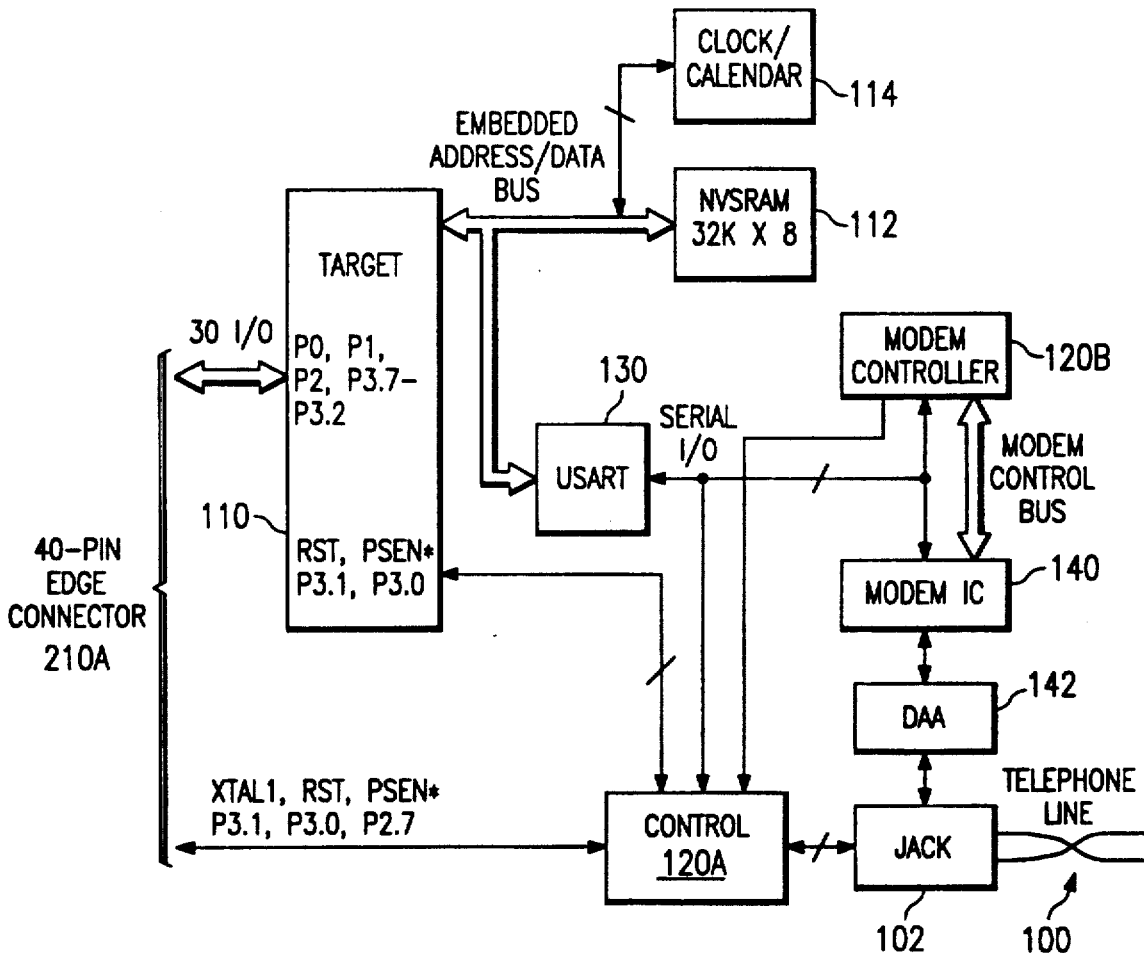 CLOCK/
CALENDAR
114
EMBEDDED
ADDRESS/DATA
BUS
NVSRAM
32K X 8
112
TARGET
30 I/O
P0, P1,
P2, P3.7-
P3.2
110
RST, PSEN*
P3.1, P3.0
40-PIN
EDGE
CONNECTOR
210A
130
USART
SERIAL
I/O
MODEM
CONTROLLER
120B
MODEM
CONTROL
BUS
MODEM IC
140
DAA
142
XTAL1, RST, PSEN*
P3.1, P3.0, P2.7
CONTROL
120A
JACK
102
TELEPHONE
LINE
100